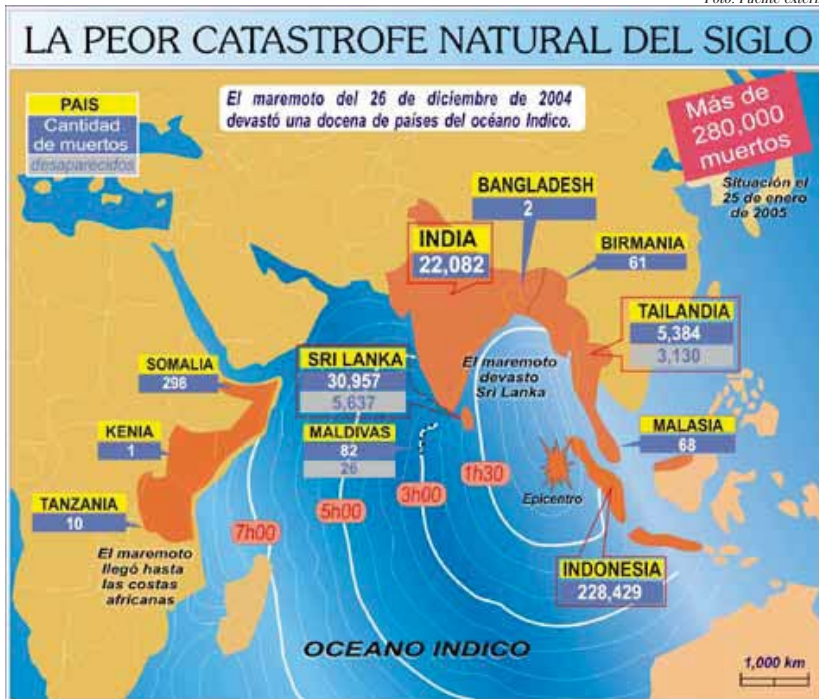 Foto: Fuente extern
LA PEOR CATASTROFE NATURAL DEL SIGLO
PAIS
Cantidad
de muertos
desaparecidos
El maremoto del 26 de diciembre de 2004
devastó una docena de países del océano Indico.
Más de
280,000
muertos
Situación el
25 de enero
de 2005
BANGLADESH
2
INDIA
22,082
BIRMANIA
61
TAILANDIA
5,384
3,130
SOMALIA
298
SRI LANKA
30,957
5,637
El maremoto
devasto
Sri Lanka
KENIA
1
MALDIVAS
82
26
MALASIA
68
TANZANIA
10
7h00
5h00
3h00
1h30
Epicentro
El maremoto
llegó hasta
las costas
africanas
INDONESIA
228,429
OCEANO INDICO
1,000 km